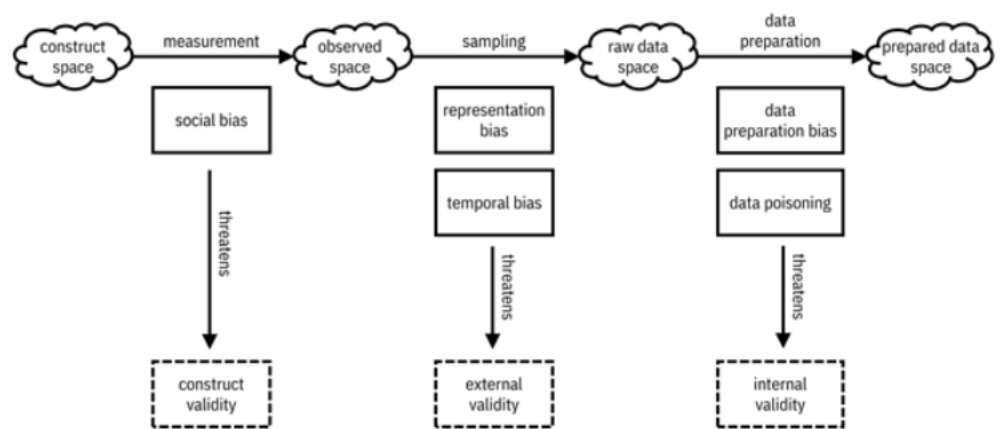 construct
space
measurement
observed
space
sampling
raw data
space
data
preparation
prepared data
space
social bias
representation
bias
data
preparation bias
temporal bias
data poisoning
threatens
threatens
threatens
construct
validity
external
validity
internal
validity